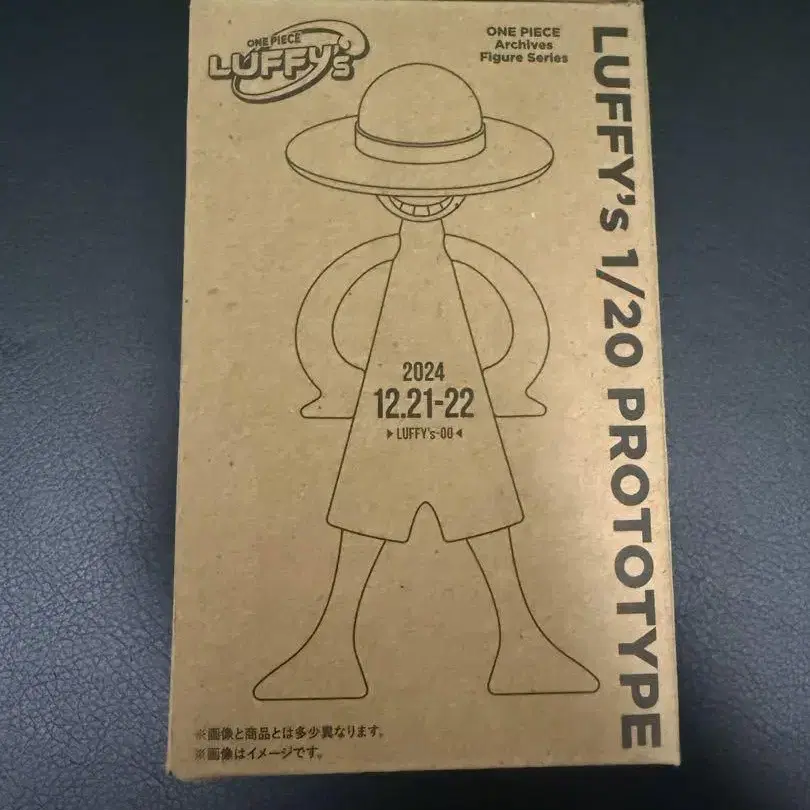 ONE PIECE
LUFFY's
ONE PIECE
Archives
Figure Series
LUFFY's 1/20 PROTOTYPE
2024
12.21-22
▶ LUFFY's-00 ◀
※画像と商品とは多少異なります。
※画像はイメージです。